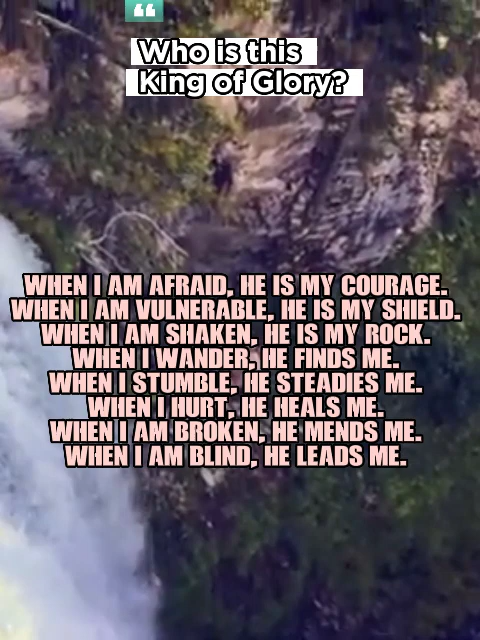 Who is this
King of Glory?
WHEN I AM AFRAID, HE IS MY COURAGE.
WHEN I AM VULNERABLE, HE IS MY SHIELD.
WHEN I AM SHAKEN, HE IS MY ROCK.
WHEN I WANDER, HE FINDS ME.
WHEN I STUMBLE, HE STEADIES ME.
WHEN I HURT, HE HEALS ME.
WHEN I AM BROKEN, HE MENDS ME.
WHEN I AM BLIND, HE LEADS ME.